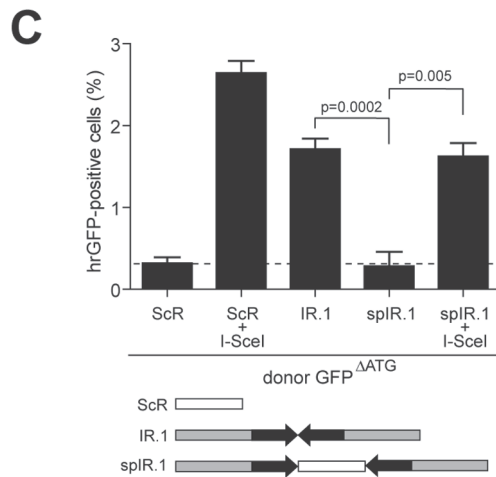 C
hrGFP-positive cells (%)
3
2
1
0
p=0.0002
p=0.005
ScR
ScR
+
I-SceI
IR.1
spIR.1
spIR.1
+
I-SceI
donor GFP^ΔATG
ScR
IR.1
spIR.1